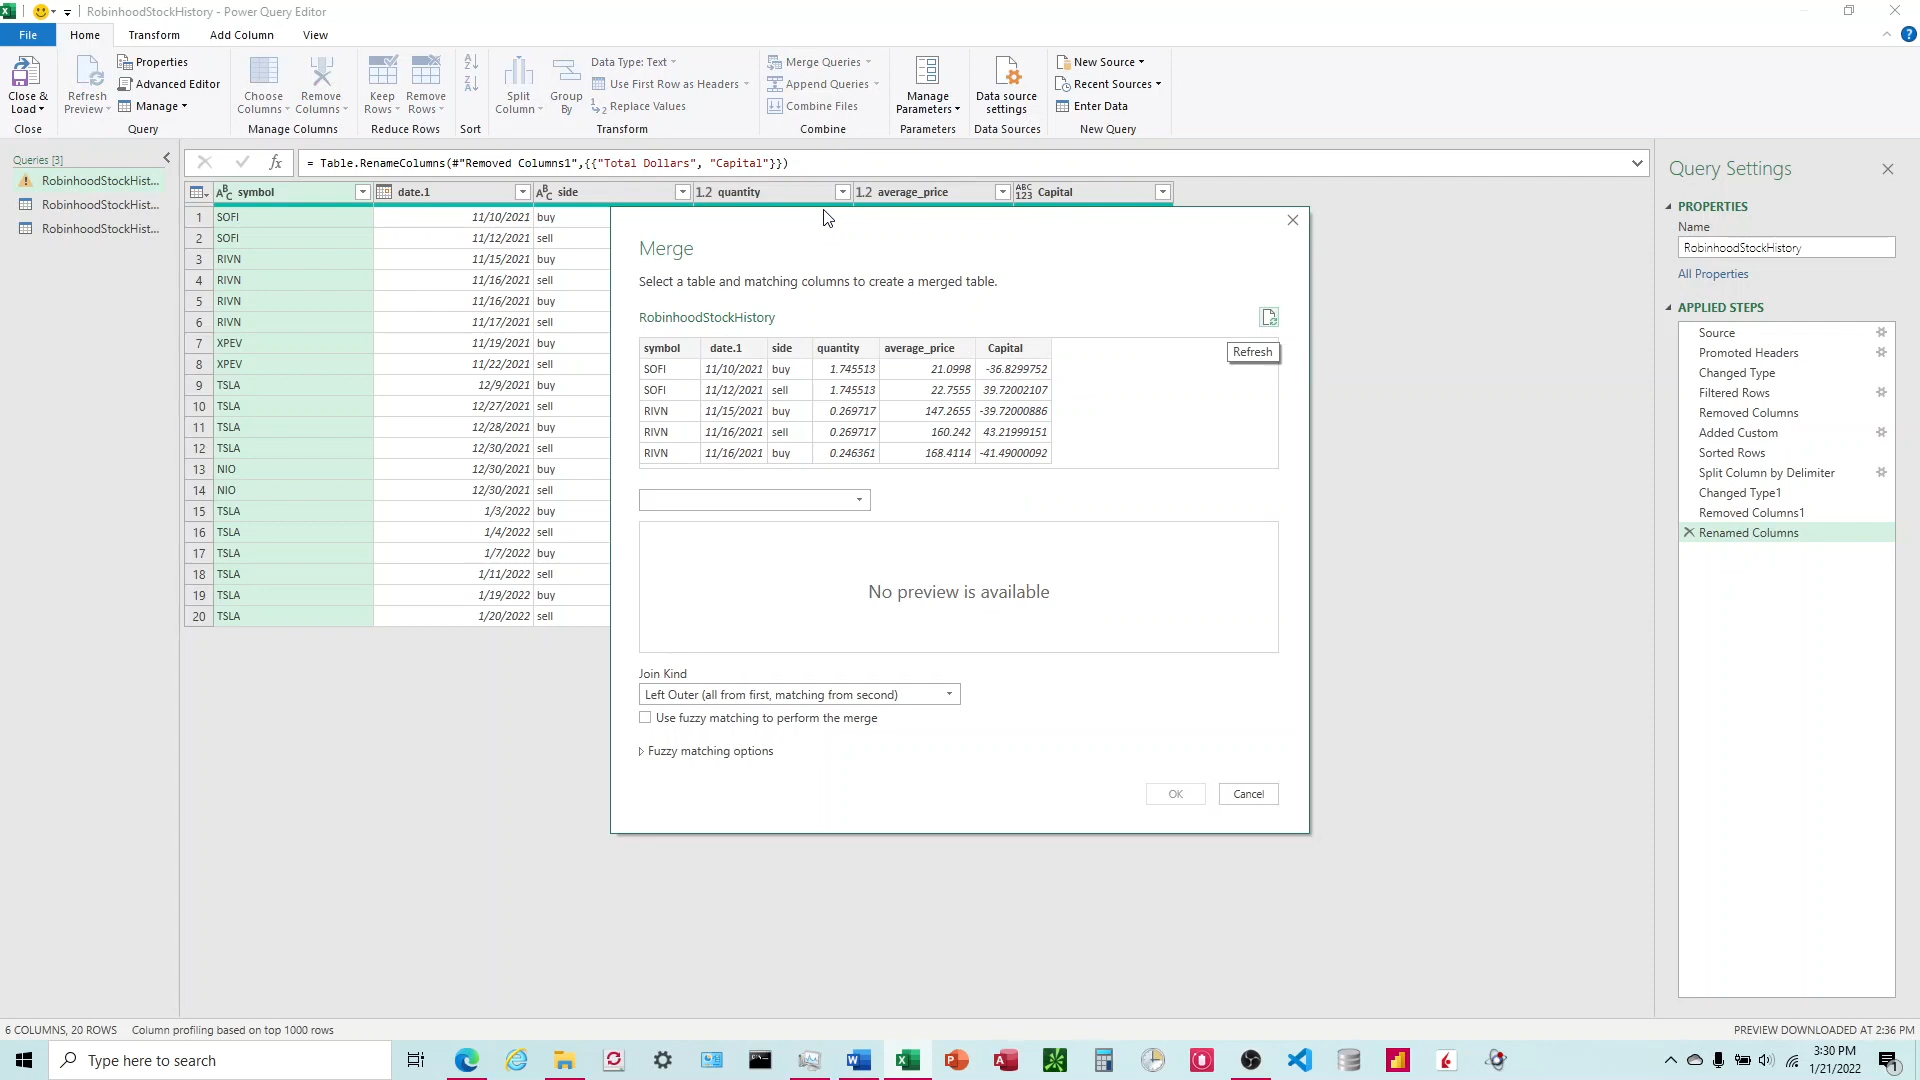 RobinhoodStockHistory - Power Query Editor
File Home Transform Add Column View
Close & Load
Close
Refresh Preview
Properties
Advanced Editor
Manage
Query
Choose Columns
Remove Columns
Manage Columns
Keep Rows
Remove Rows
Reduce Rows
Sort
Split Column
Group By
Data Type: Text
Use First Row as Headers
Replace Values
Transform
Merge Queries
Append Queries
Combine Files
Combine
Manage Parameters
Parameters
Data source settings
Data Sources
New Source
Recent Sources
Enter Data
New Query
Queries [3]
RobinhoodStockHist...
RobinhoodStockHist...
RobinhoodStockHist...
fx = Table.RenameColumns(#"Removed Columns1",{{"Total Dollars", "Capital"}})
symbol date.1 side 1.2 quantity 1.2 average_price ABC 123 Capital
1 SOFI 11/10/2021 buy
2 SOFI 11/12/2021 sell
3 RIVN 11/15/2021 buy
4 RIVN 11/16/2021 sell
5 RIVN 11/16/2021 buy
6 RIVN 11/17/2021 sell
7 XPEV 11/19/2021 buy
8 XPEV 11/22/2021 sell
9 TSLA 12/9/2021 buy
10 TSLA 12/27/2021 sell
11 TSLA 12/28/2021 buy
12 TSLA 12/30/2021 sell
13 NIO 12/30/2021 buy
14 NIO 12/30/2021 sell
15 TSLA 1/3/2022 buy
16 TSLA 1/4/2022 sell
17 TSLA 1/7/2022 buy
18 TSLA 1/11/2022 sell
19 TSLA 1/19/2022 buy
20 TSLA 1/20/2022 sell
Merge
Select a table and matching columns to create a merged table.
RobinhoodStockHistory
Refresh
symbol date.1 side quantity average_price Capital
SOFI 11/10/2021 buy 1.745513 21.0998 -36.8299752
SOFI 11/12/2021 sell 1.745513 22.7555 39.72002107
RIVN 11/15/2021 buy 0.269717 147.2655 -39.72000886
RIVN 11/16/2021 sell 0.269717 160.242 43.21999151
RIVN 11/16/2021 buy 0.246361 168.4114 -41.49000092
No preview is available
Join Kind
Left Outer (all from first, matching from second)
Use fuzzy matching to perform the merge
Fuzzy matching options
OK Cancel
Query Settings
PROPERTIES
Name
RobinhoodStockHistory
All Properties
APPLIED STEPS
Source
Promoted Headers
Changed Type
Filtered Rows
Removed Columns
Added Custom
Sorted Rows
Split Column by Delimiter
Changed Type1
Removed Columns1
Renamed Columns
6 COLUMNS, 20 ROWS Column profiling based on top 1000 rows
PREVIEW DOWNLOADED AT 2:36 PM
Type here to search
3:30 PM
1/21/2022